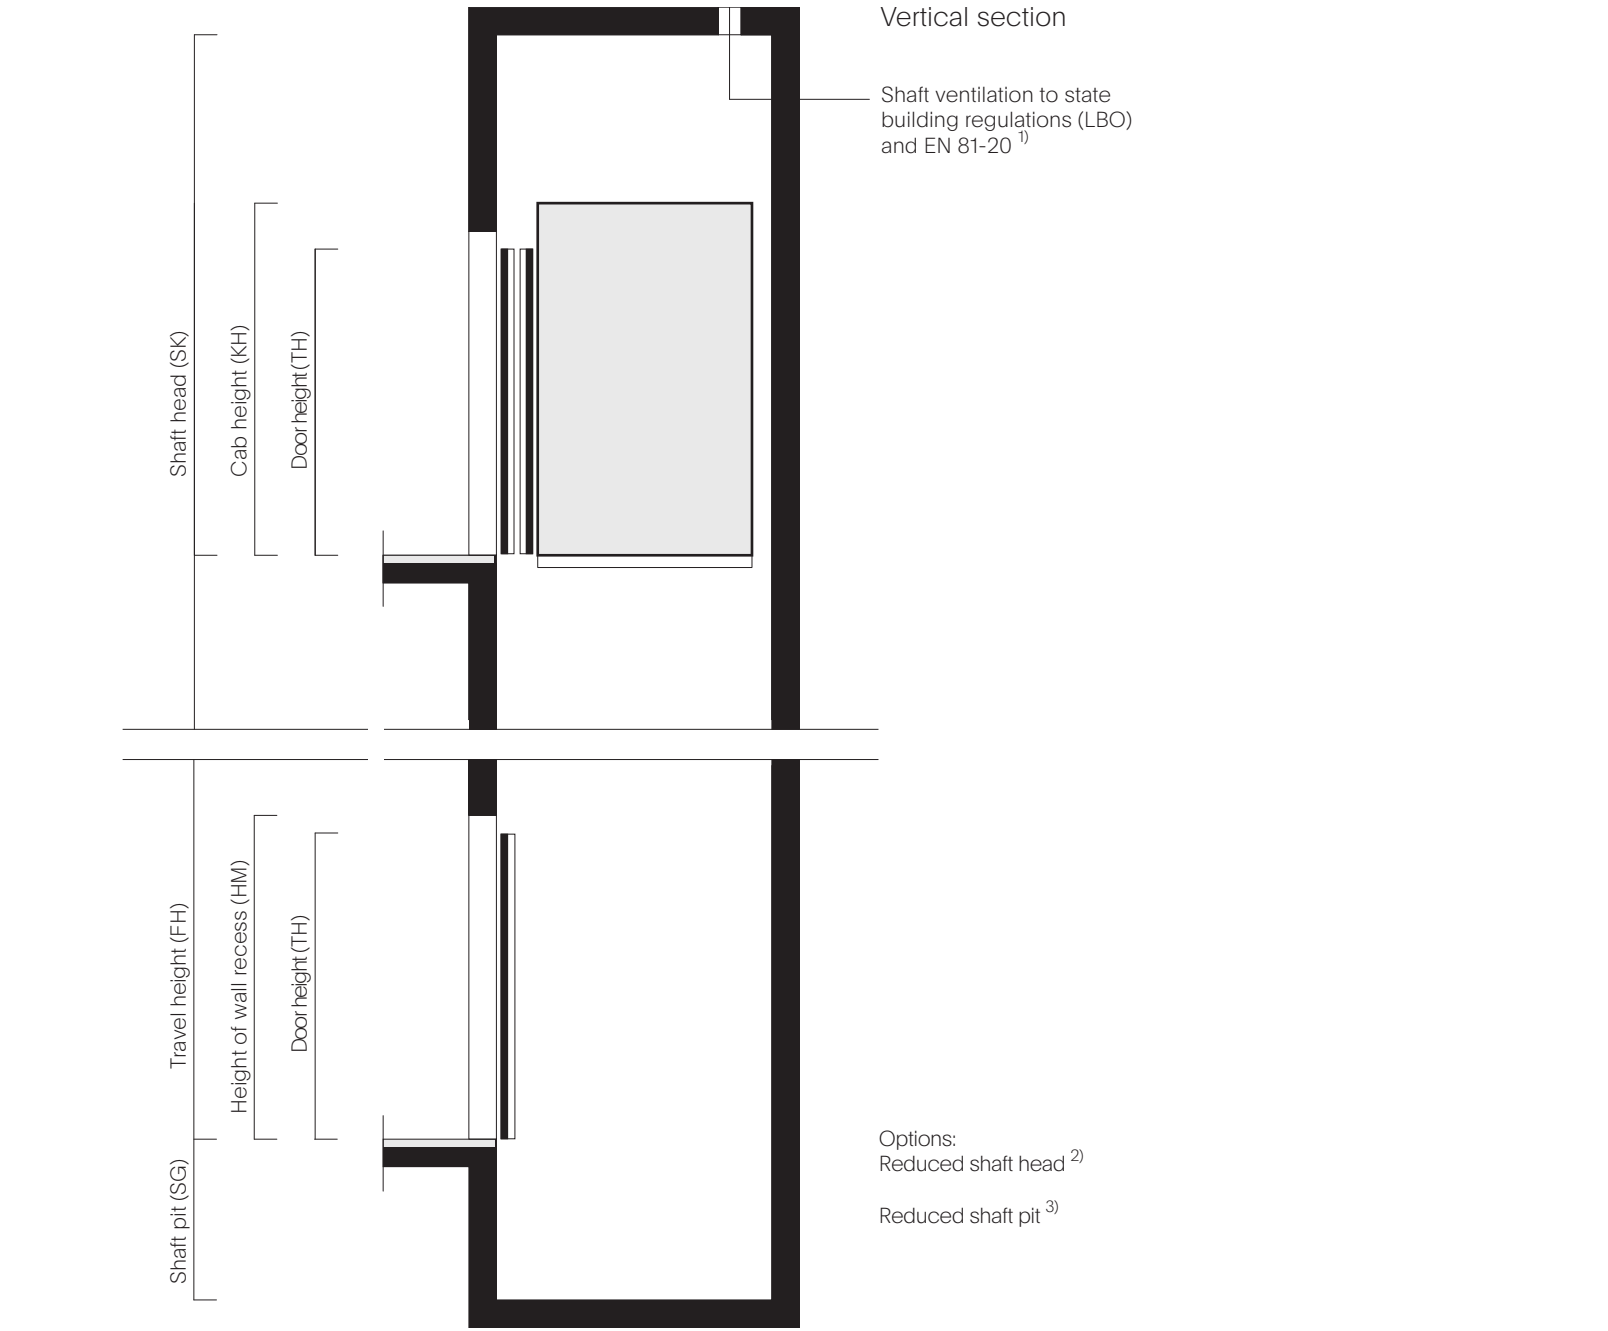 Vertical section
Shaft ventilation to state
building regulations (LBO)
and EN 81-20 1)
Shaft head (SK)
Cab height (KH)
Door height (TH)
Travel height (FH)
Height of wall recess (HM)
Door height (TH)
Shaft pit (SG)
Options:
Reduced shaft head 2)
Reduced shaft pit 3)